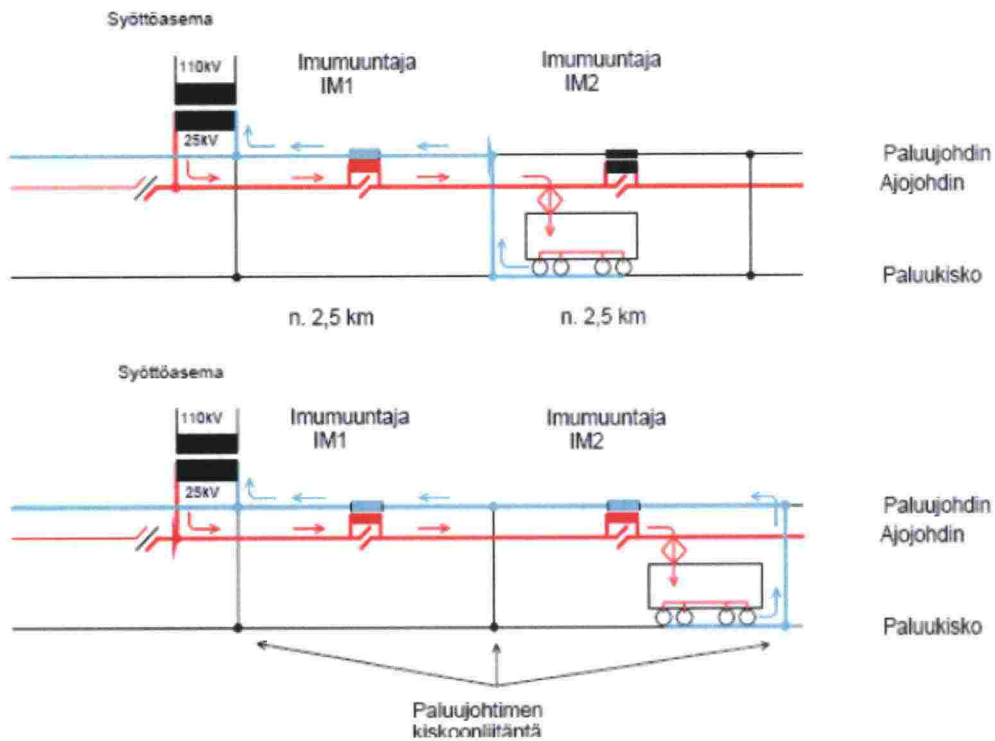 Syöttöasema
110kV
25kV
Imumuuntaja
IM1
Imumuuntaja
IM2
Paluujohdin
Ajojohdin
Paluukisko
n. 2,5 km
n. 2,5 km
Syöttöasema
110kV
25kV
Imumuuntaja
IM1
Imumuuntaja
IM2
Paluujohdin
Ajojohdin
Paluukisko
Paluujohtimen
kiskoonliitäntä